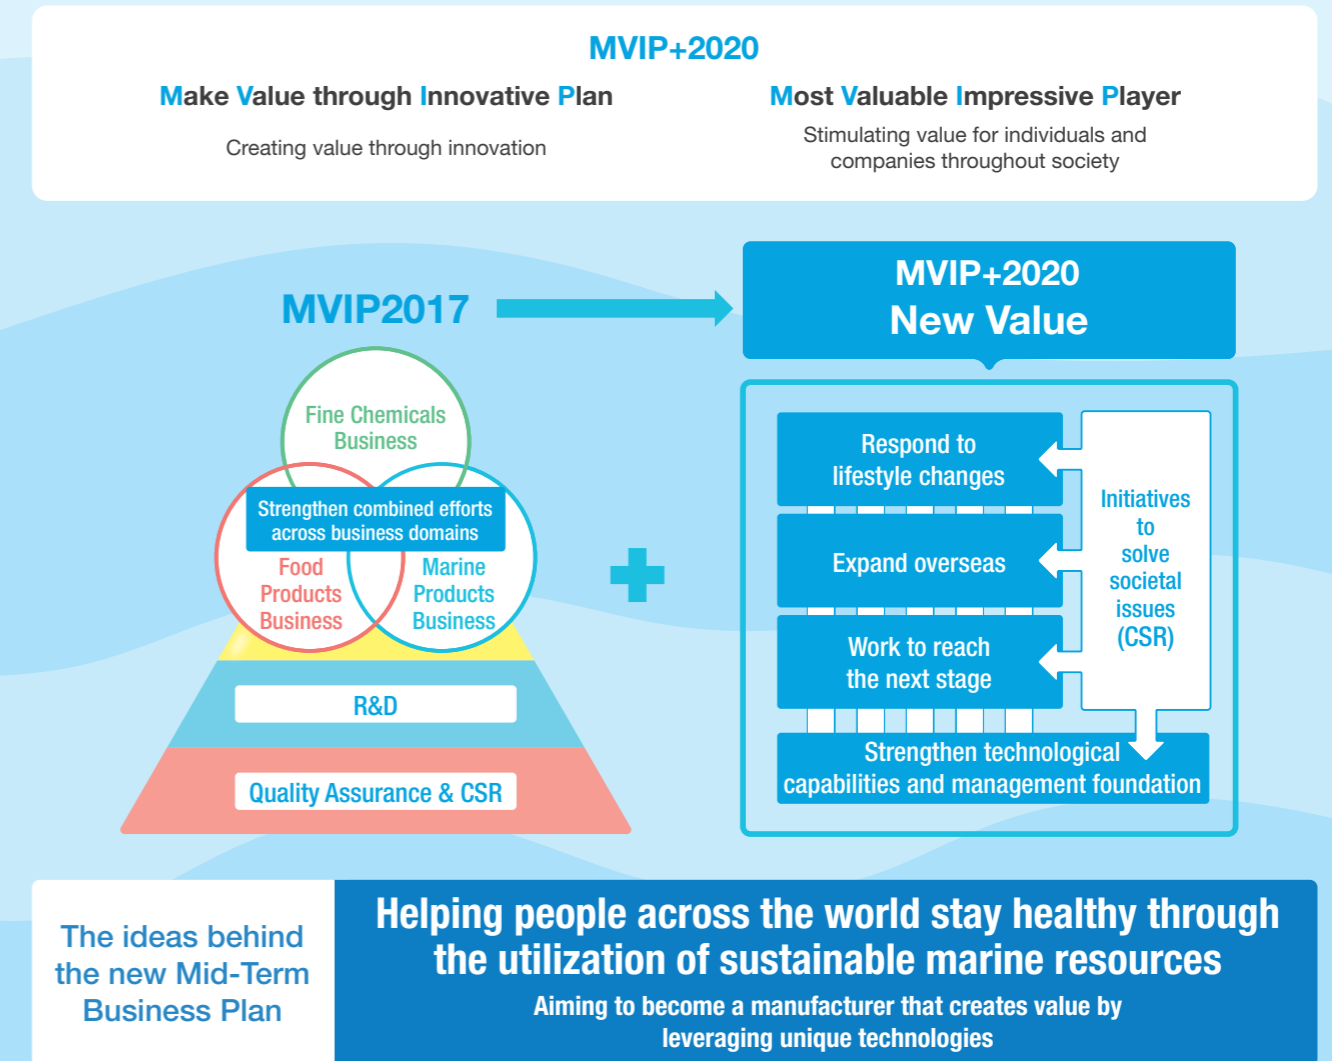 MVIP+2020
Make Value through Innovative Plan
Creating value through innovation
Most Valuable Impressive Player
Stimulating value for individuals and
companies throughout society
MVIP2017
Fine Chemicals
Business
Strengthen combined efforts
across business domains
Food
Products
Business
Marine
Products
Business
R&D
Quality Assurance & CSR
MVIP+2020
New Value
Respond to
lifestyle changes
Expand overseas
Work to reach
the next stage
Initiatives
to
solve
societal
issues
(CSR)
Strengthen technological
capabilities and management foundation
The ideas behind
the new Mid-Term
Business Plan
Helping people across the world stay healthy through
the utilization of sustainable marine resources
Aiming to become a manufacturer that creates value by
leveraging unique technologies